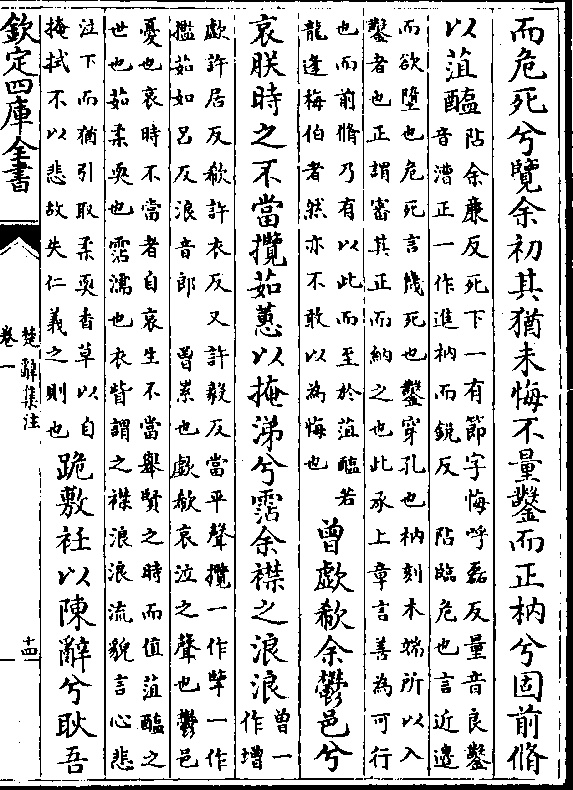 而危死兮覽余初其猶未悔不量鑿而正枘兮固前脩
以菹醢
阽余廉反死下一有節字悔呼磊反量音良鑿
音漕正一作進枘而銳反　阽臨危也言近邊
而欲墮也危死言幾死也鑿穿孔也枘刻木端所以入
鑿者也正謂審其正而納之也此承上章言善為可行
也而前脩乃有以此而至於菹醢若
龍逢梅伯者然亦不敢以為悔也
曾歔欷余鬱邑兮
哀朕時之不當攬茹蕙以掩涕兮霑余襟之浪浪
曾一
作增
歔許居反欷許衣反又許毅反當平聲攬一作擥一作
茹如呂反浪音郎　曾累也歔欷哀泣之聲也鬱邑
憂也哀時不當者自哀生不當舉賢之時而值菹醢之
世也茹柔耎也霑濡也衣眥謂之襟浪浪流貌言心悲
泣下而猶引取柔耎香草以自
掩拭不以悲故失仁義之則也
跪敷衽以陳辭兮耿吾
欽定四庫全書
楚辭集注
卷一
十四